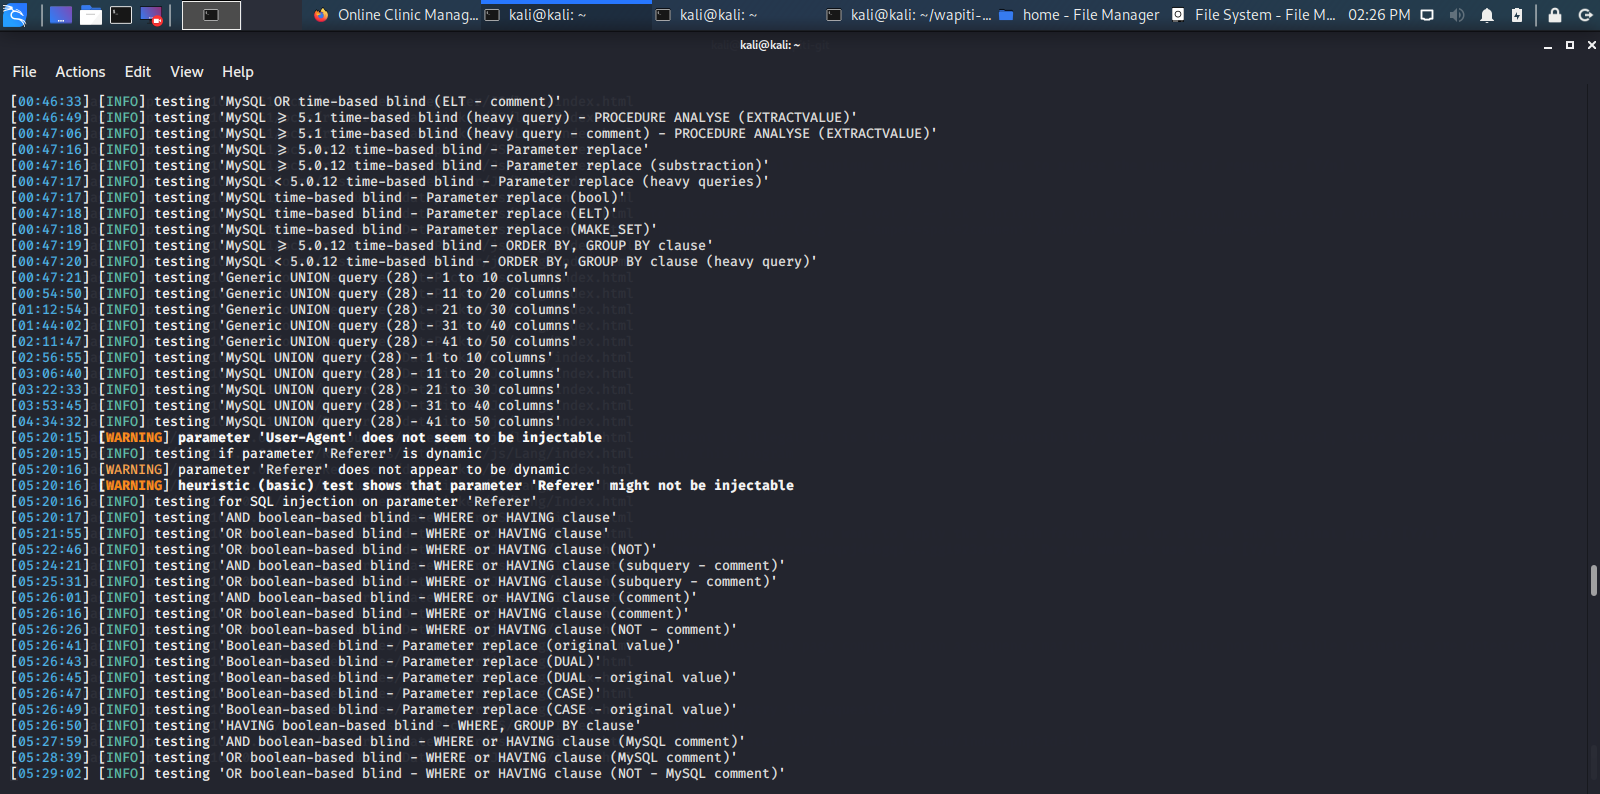 Online Clinic Manag...
kali@kali: ~
kali@kali: ~
kali@kali: ~/wapiti-...
home - File Manager
File System - File M...
02:26 PM
kali@kali: ~
File Actions Edit View Help
[00:46:33] [INFO] testing 'MySQL OR time-based blind (ELT - comment)'
[00:46:49] [INFO] testing 'MySQL ≥ 5.1 time-based blind (heavy query) - PROCEDURE ANALYSE (EXTRACTVALUE)'
[00:47:06] [INFO] testing 'MySQL ≥ 5.1 time-based blind (heavy query - comment) - PROCEDURE ANALYSE (EXTRACTVALUE)'
[00:47:16] [INFO] testing 'MySQL ≥ 5.0.12 time-based blind - Parameter replace'
[00:47:16] [INFO] testing 'MySQL ≥ 5.0.12 time-based blind - Parameter replace (substraction)'
[00:47:17] [INFO] testing 'MySQL < 5.0.12 time-based blind - Parameter replace (heavy queries)'
[00:47:17] [INFO] testing 'MySQL time-based blind - Parameter replace (bool)'
[00:47:18] [INFO] testing 'MySQL time-based blind - Parameter replace (ELT)'
[00:47:18] [INFO] testing 'MySQL time-based blind - Parameter replace (MAKE_SET)'
[00:47:19] [INFO] testing 'MySQL ≥ 5.0.12 time-based blind - ORDER BY, GROUP BY clause'
[00:47:20] [INFO] testing 'MySQL < 5.0.12 time-based blind - ORDER BY, GROUP BY clause (heavy query)'
[00:47:21] [INFO] testing 'Generic UNION query (28) - 1 to 10 columns'
[00:54:50] [INFO] testing 'Generic UNION query (28) - 11 to 20 columns'
[01:12:54] [INFO] testing 'Generic UNION query (28) - 21 to 30 columns'
[01:44:02] [INFO] testing 'Generic UNION query (28) - 31 to 40 columns'
[02:11:47] [INFO] testing 'Generic UNION query (28) - 41 to 50 columns'
[02:56:55] [INFO] testing 'MySQL UNION query (28) - 1 to 10 columns'
[03:06:40] [INFO] testing 'MySQL UNION query (28) - 11 to 20 columns'
[03:22:33] [INFO] testing 'MySQL UNION query (28) - 21 to 30 columns'
[03:53:45] [INFO] testing 'MySQL UNION query (28) - 31 to 40 columns'
[04:34:32] [INFO] testing 'MySQL UNION query (28) - 41 to 50 columns'
[05:20:15] [WARNING] parameter 'User-Agent' does not seem to be injectable
[05:20:15] [INFO] testing if parameter 'Referer' is dynamic
[05:20:16] [WARNING] parameter 'Referer' does not appear to be dynamic
[05:20:16] [WARNING] heuristic (basic) test shows that parameter 'Referer' might not be injectable
[05:20:16] [INFO] testing for SQL injection on parameter 'Referer'
[05:20:17] [INFO] testing 'AND boolean-based blind - WHERE or HAVING clause'
[05:21:55] [INFO] testing 'OR boolean-based blind - WHERE or HAVING clause'
[05:22:46] [INFO] testing 'OR boolean-based blind - WHERE or HAVING clause (NOT)'
[05:24:21] [INFO] testing 'AND boolean-based blind - WHERE or HAVING clause (subquery - comment)'
[05:25:31] [INFO] testing 'OR boolean-based blind - WHERE or HAVING clause (subquery - comment)'
[05:26:01] [INFO] testing 'AND boolean-based blind - WHERE or HAVING clause (comment)'
[05:26:16] [INFO] testing 'OR boolean-based blind - WHERE or HAVING clause (comment)'
[05:26:26] [INFO] testing 'OR boolean-based blind - WHERE or HAVING clause (NOT - comment)'
[05:26:41] [INFO] testing 'Boolean-based blind - Parameter replace (original value)'
[05:26:43] [INFO] testing 'Boolean-based blind - Parameter replace (DUAL)'
[05:26:45] [INFO] testing 'Boolean-based blind - Parameter replace (DUAL - original value)'
[05:26:47] [INFO] testing 'Boolean-based blind - Parameter replace (CASE)'
[05:26:49] [INFO] testing 'Boolean-based blind - Parameter replace (CASE - original value)'
[05:26:50] [INFO] testing 'HAVING boolean-based blind - WHERE, GROUP BY clause'
[05:27:59] [INFO] testing 'AND boolean-based blind - WHERE or HAVING clause (MySQL comment)'
[05:28:39] [INFO] testing 'OR boolean-based blind - WHERE or HAVING clause (MySQL comment)'
[05:29:02] [INFO] testing 'OR boolean-based blind - WHERE or HAVING clause (NOT - MySQL comment)'